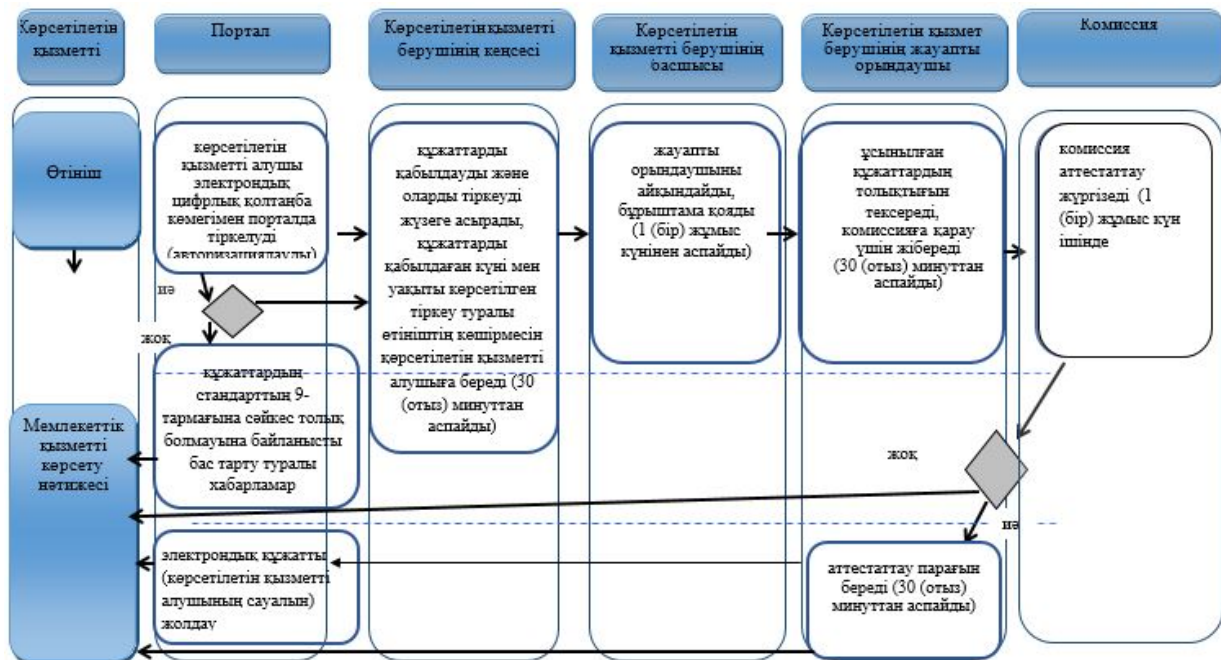 Көрсетілетін
қызметті
Портал
Көрсетілетін қызметті
берушінің кеңсесі
Көрсетілетін
қызметті берушінің
басшысы
Көрсетілетін қызмет
берушінің жауапты
орындаушы
Комиссия
Өтініш
көрсетілетін
қызметті алушы
электрондық
цифрлық қолтаңба
көмегімен порталда
тіркелуді
(авторизациялауды)
құжаттарды
қабылдауды және
оларды тіркеуді
жүзеге асырады,
құжаттарды
қабылдаған күні мен
уақыты көрсетілген
тіркеу туралы
өтініштің көшірмесін
көрсетілетін қызметті
алушыға береді (30
(отыз) минуттан
аспайды)
жауапты
орындаушыны
айқындайды,
бұрыштама қояды
(1 (бір) жұмыс
күнінен аспайды)
ұсынылған
құжаттардың
толықтығын
тексереді,
комиссияға қарау
үшін жібереді
(30 (отыз) минуттан
аспайды)
комиссия
аттестаттау
жүргізеді (1
(бір) жұмыс күн
ішінде
иә
жоқ
құжаттардың
стандарттың 9-
тармағына сәйкес толық
болмауына байланысты
бас тарту туралы
хабарламар
Мемлекеттік
қызметті
көрсету
нәтижесі
жоқ
иә
электрондық құжатты
(көрсетілетін қызметті
алушының сауалын)
жолдау
аттестаттау парағын
береді (30 (отыз)
минуттан аспайды)